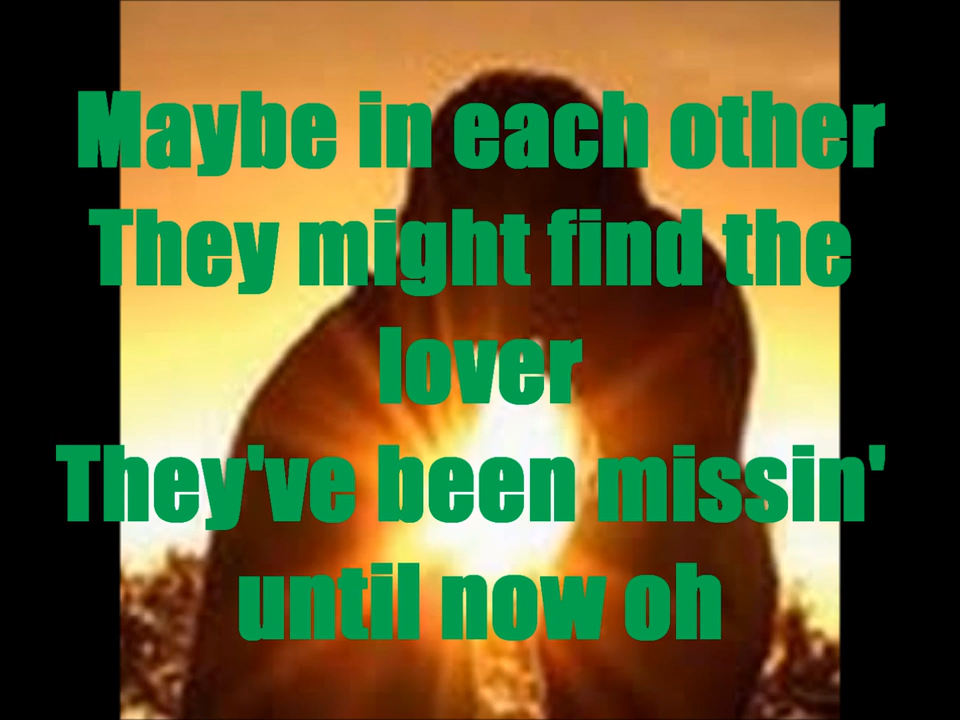 Maybe in each other
They might find the
lover
They've been missin'
until now oh